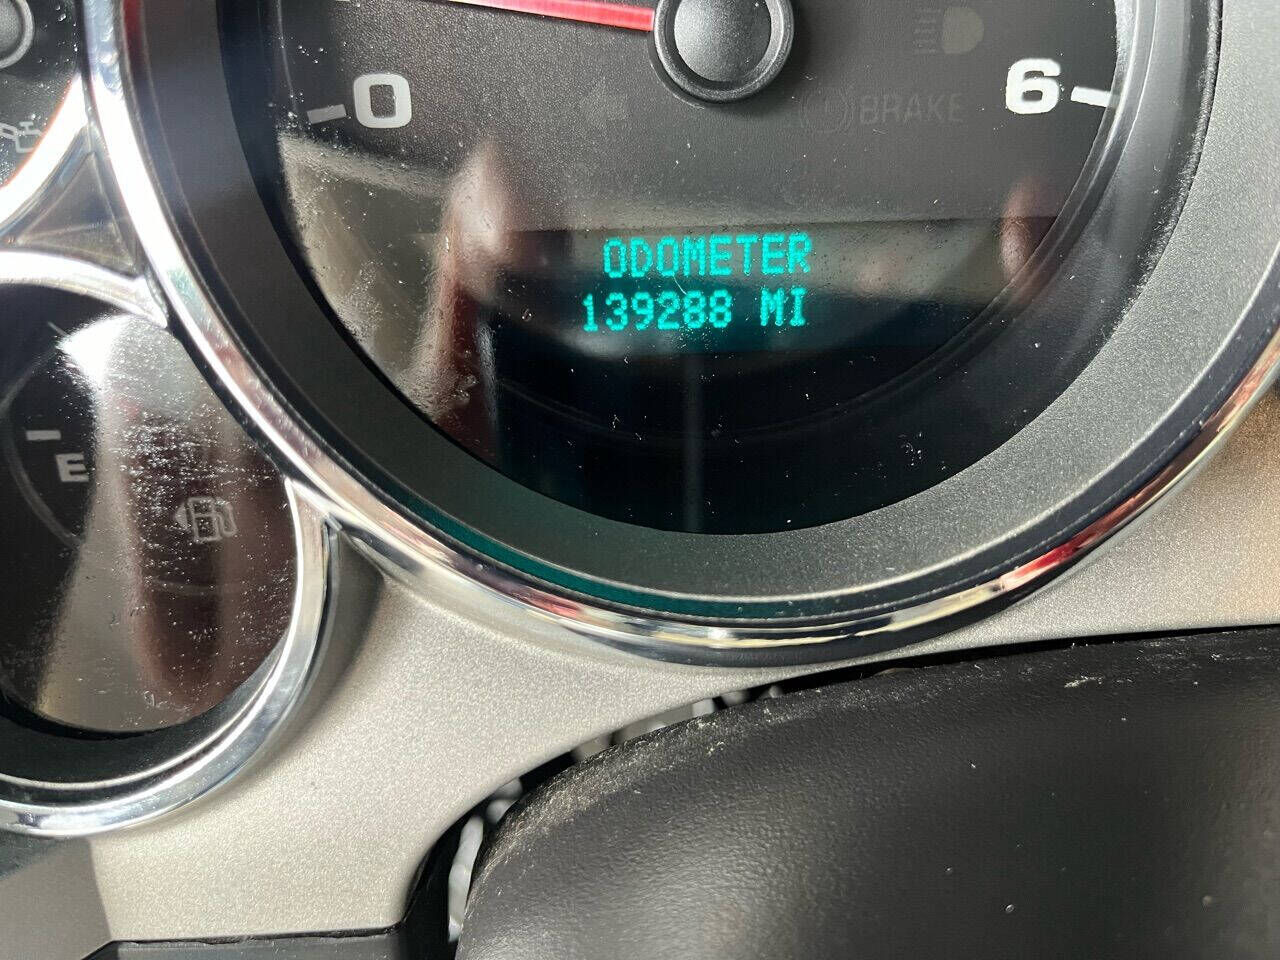 0
6
BRAKE
ODOMETER
139288 MI
E